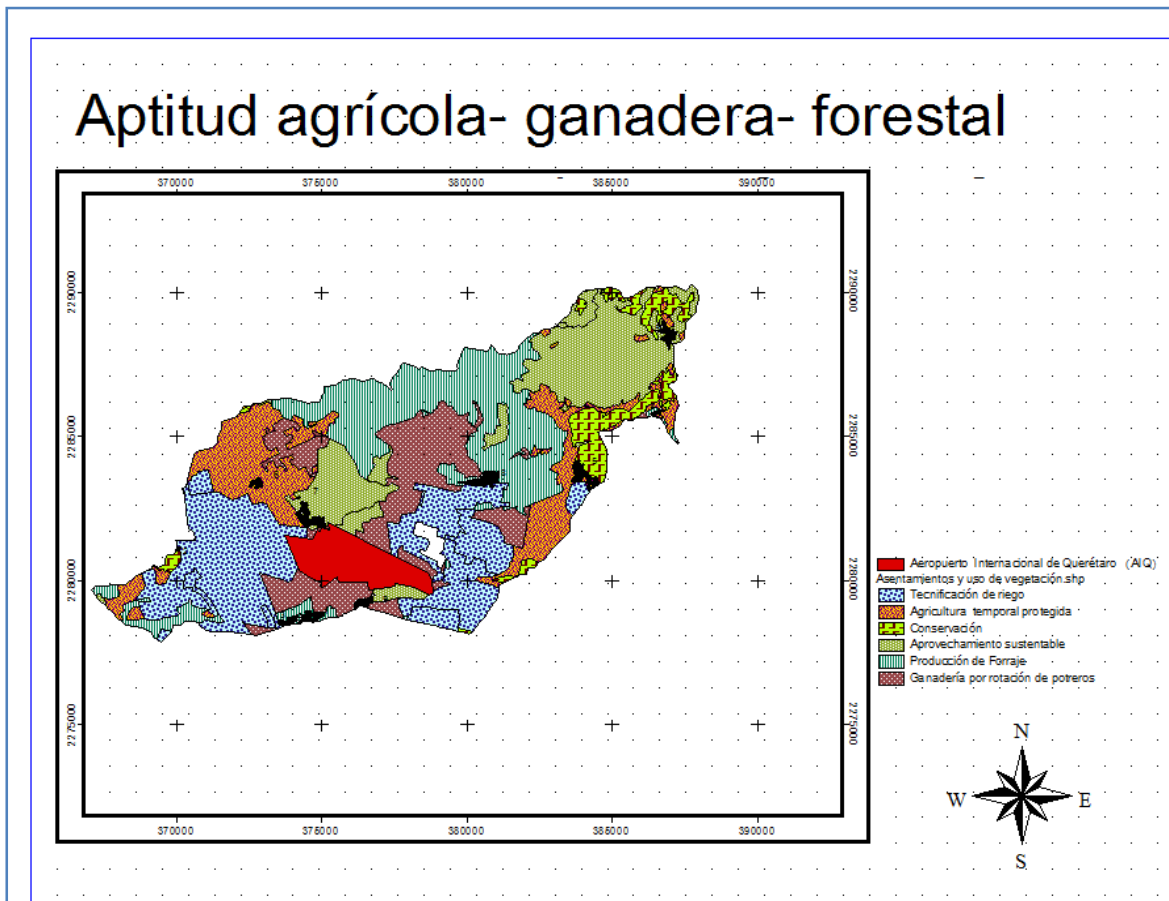 Aptitud agrícola- ganadera- forestal
370000 375000 380000 385000 390000
2290000 2290000
2285000 2285000
2280000 2280000
2275000 2275000
370000 375000 380000 385000 390000
Aeropuerto Internacional de Querétaro (AIQ)
Asentamientos y uso de vegetación.shp
Tecnificación de riego
Agricultura temporal protegida
Conservación
Aprovechamiento sustentable
Producción de Forraje
Ganadería por rotación de potreros
N
W E
S